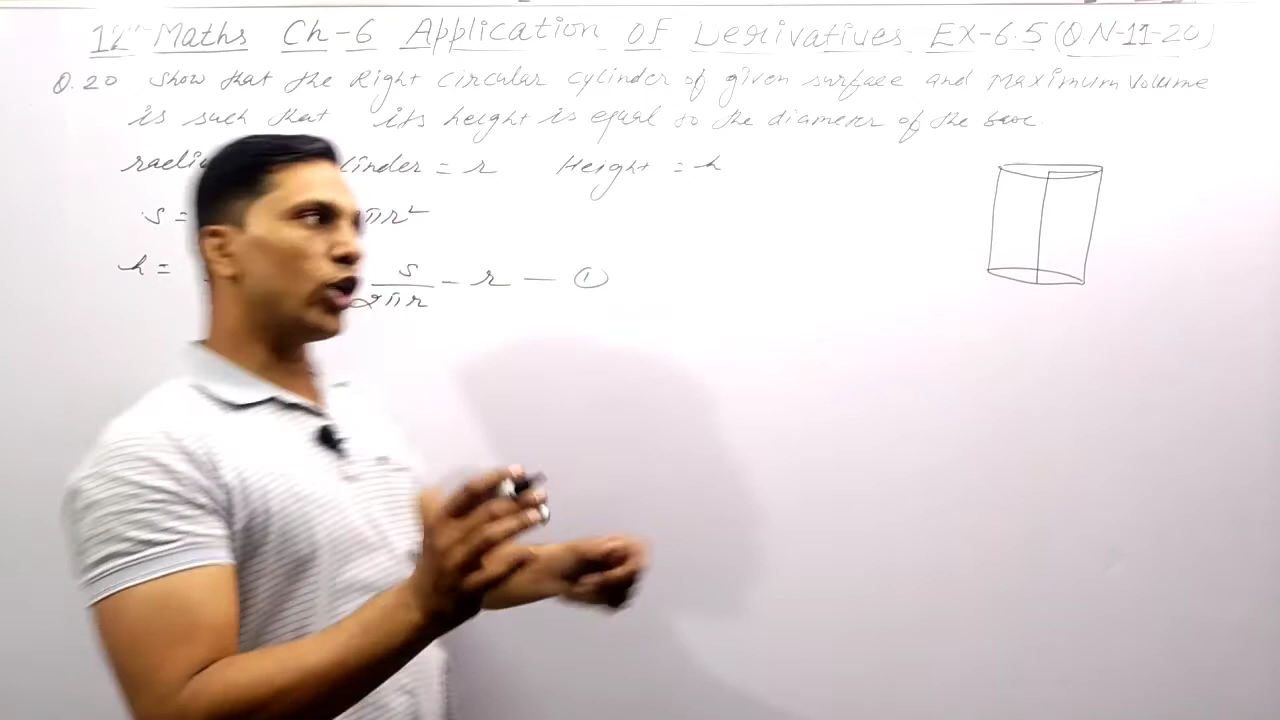 12th Maths Ch-6 Application OF Derivatives EX-6.5 (Q.N-11-20)
Q.20 Show that the Right circular cylinder of given surface and Maximum Volume
is such that its height is equal to the diameter of the base.
= r Height = h
S = πr²
h = S/2πr - r — ①